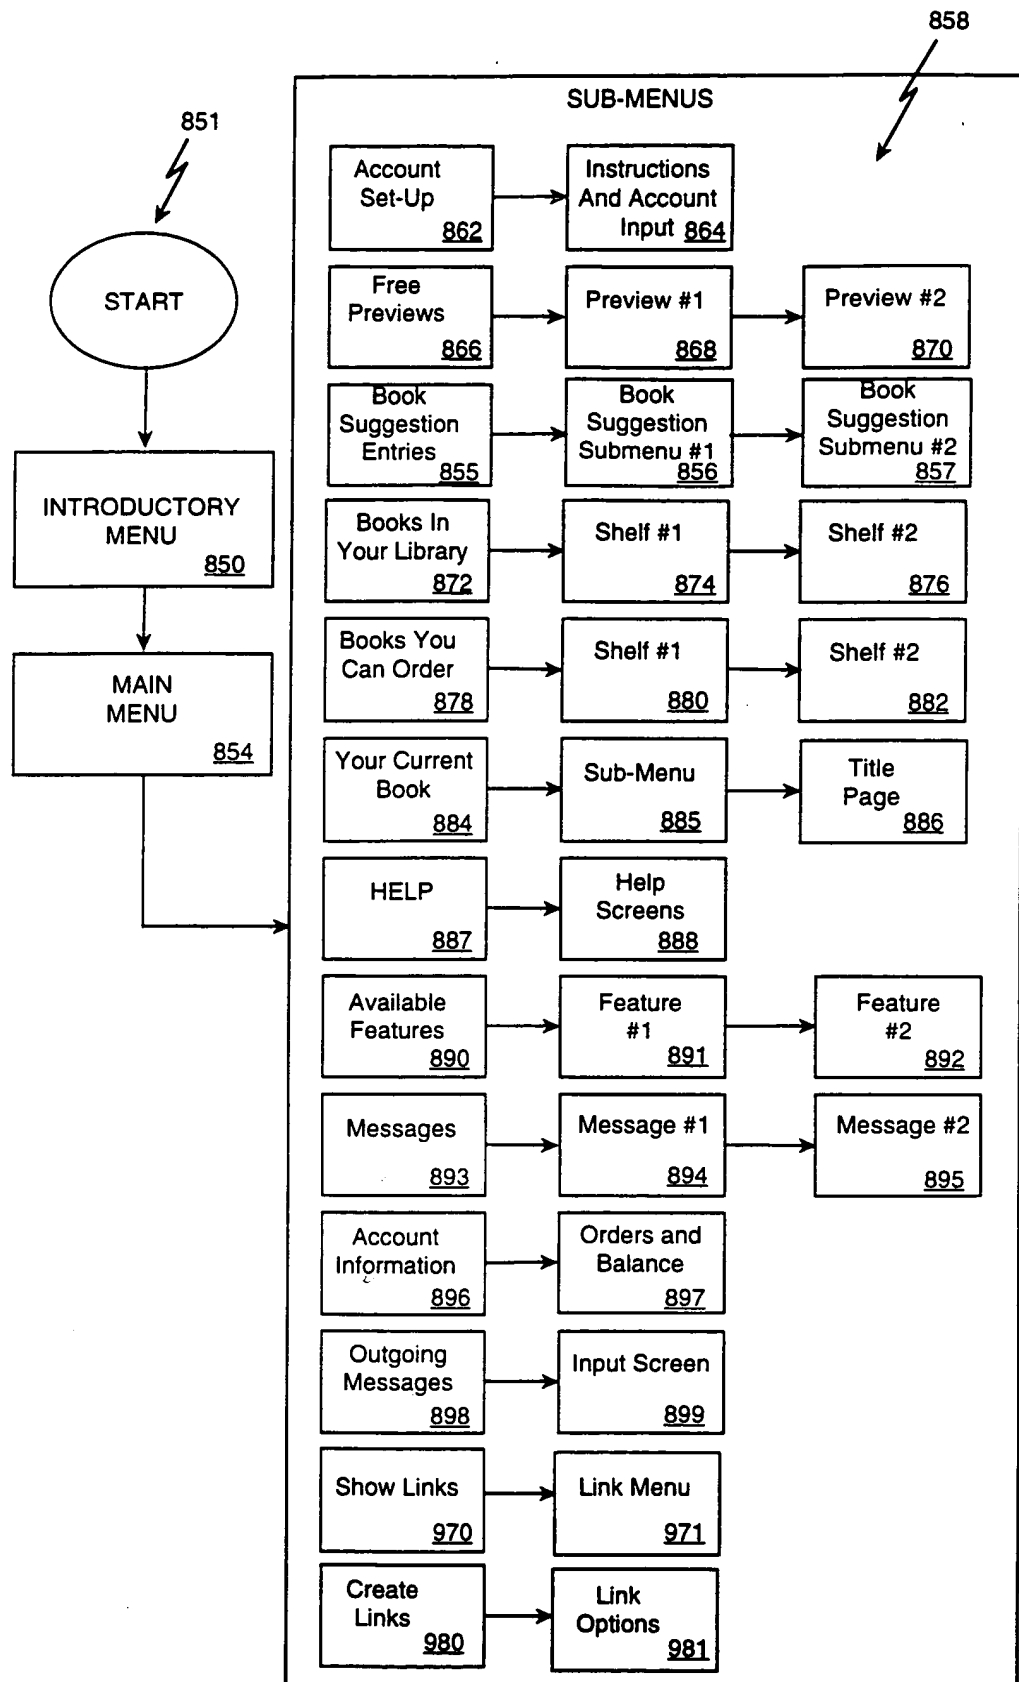 858
851
SUB-MENUS
START
INTRODUCTORY
MENU
850
MAIN
MENU
854
Account
Set-Up
862
Instructions
And Account
Input 864
Free
Previews
866
Preview #1
868
Preview #2
870
Book
Suggestion
Entries
855
Book
Suggestion
Submenu #1
856
Book
Suggestion
Submenu #2
857
Books In
Your Library
872
Shelf #1
874
Shelf #2
876
Books You
Can Order
878
Shelf #1
880
Shelf #2
882
Your Current
Book
884
Sub-Menu
885
Title
Page
886
HELP
887
Help
Screens
888
Available
Features
890
Feature
#1
891
Feature
#2
892
Messages
893
Message #1
894
Message #2
895
Account
Information
896
Orders and
Balance
897
Outgoing
Messages
898
Input Screen
899
Show Links
970
Link Menu
971
Create
Links
980
Link
Options
981